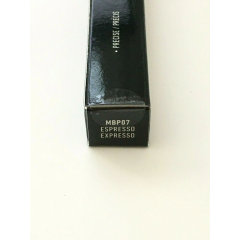 • PRECISE / PRÉCIS
MBP07
ESPRESSO
EXPRESSO